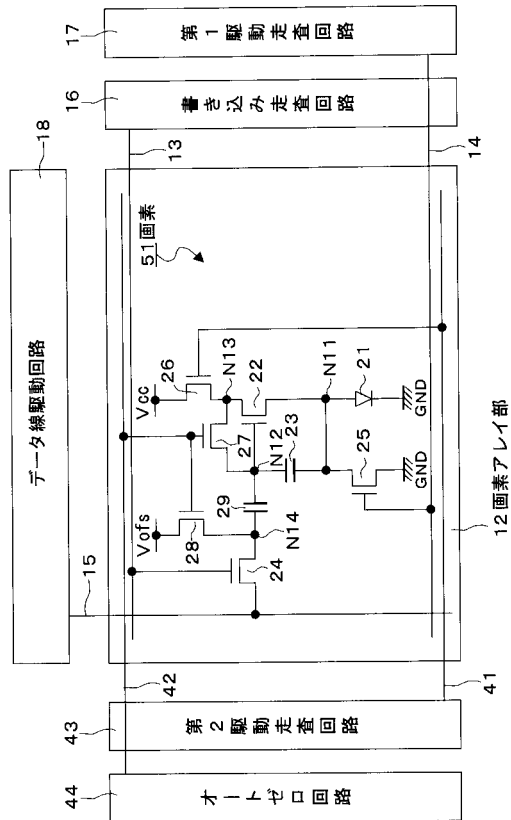 18
データ線駆動回路
17
第1駆動走査回路
16
書き込み走査回路
13
14
15
42
41
43
第2駆動走査回路
44
オートゼロ回路
51画素
Vcc
26
N13
27
22
N12
23
N11
21
GND
25
GND
Vofs
28
29
N14
24
12画素アレイ部